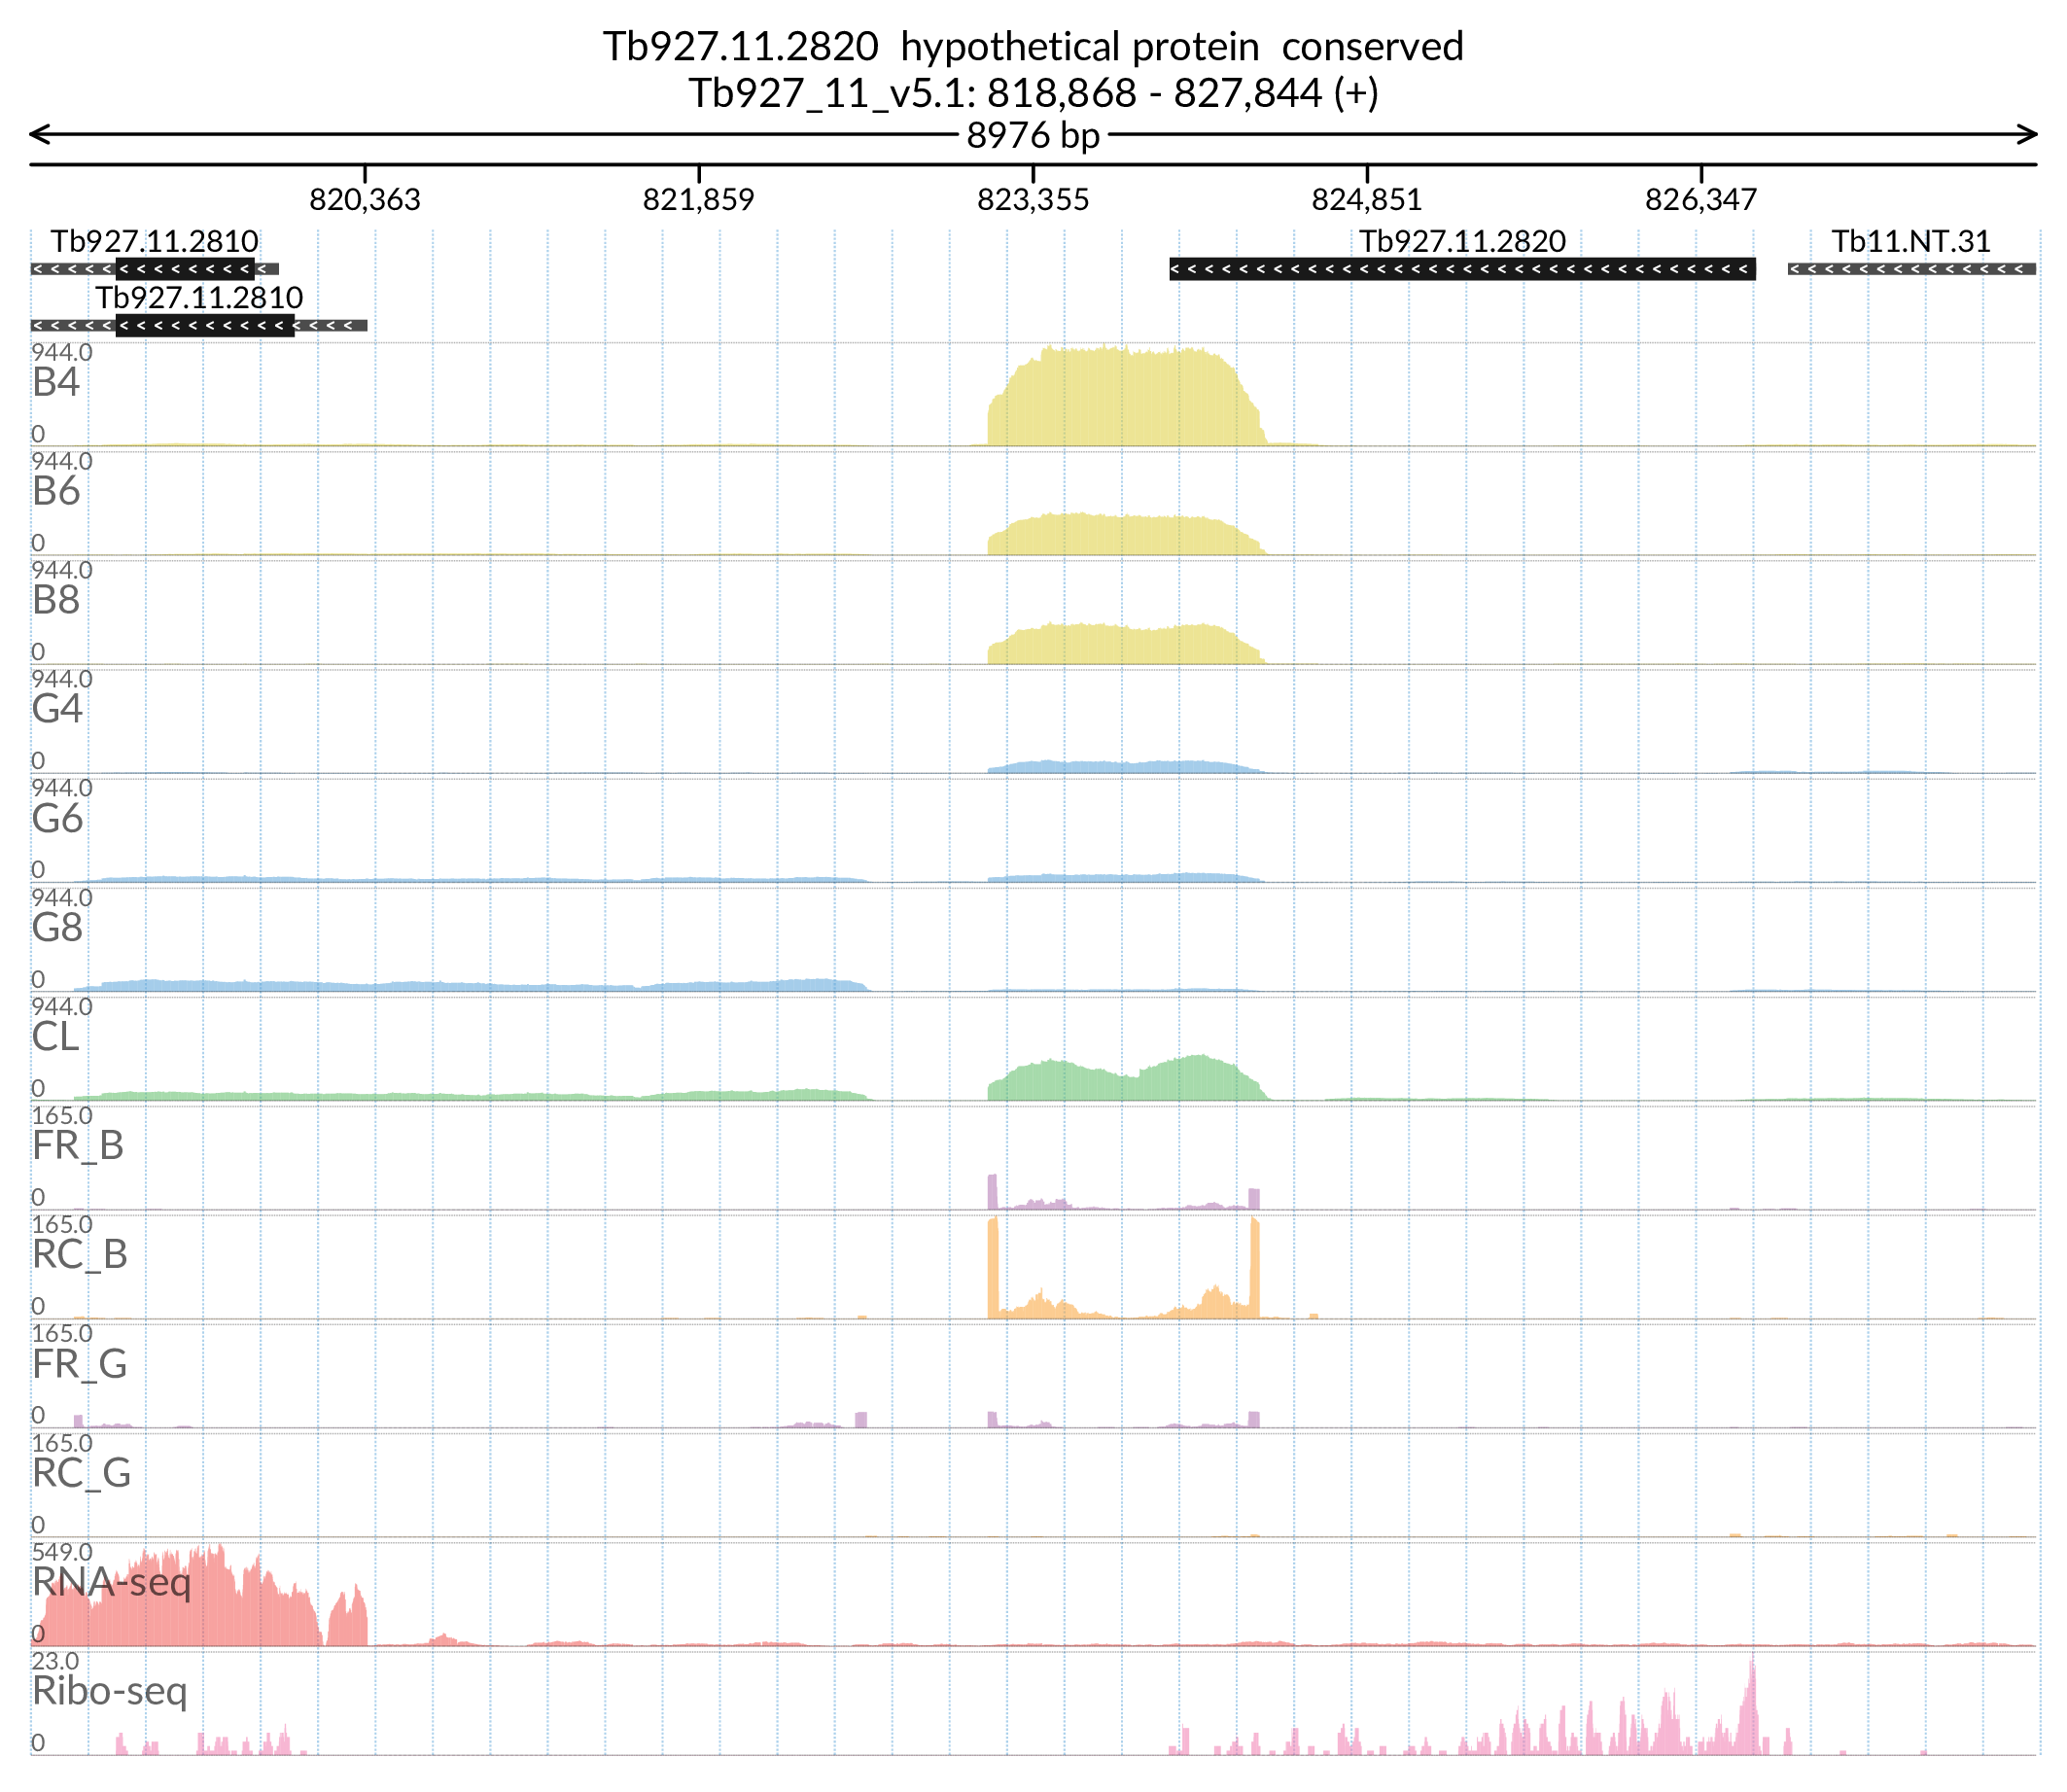 Tb927.11.2820 hypothetical protein conserved
Tb927_11_v5.1: 818,868 - 827,844 (+)
8976 bp
820,363 821,859 823,355 824,851 826,347
Tb927.11.2810 Tb927.11.2820 Tb11.NT.31
Tb927.11.2810
944.0
B4
0
944.0
B6
0
944.0
B8
0
944.0
G4
0
944.0
G6
0
944.0
G8
0
944.0
CL
0
165.0
FR_B
0
165.0
RC_B
0
165.0
FR_G
0
165.0
RC_G
0
549.0
RNA-seq
0
23.0
Ribo-seq
0